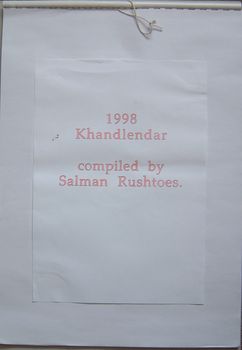 1998
Khandlendar
compiled by
Salman Rushtoes.